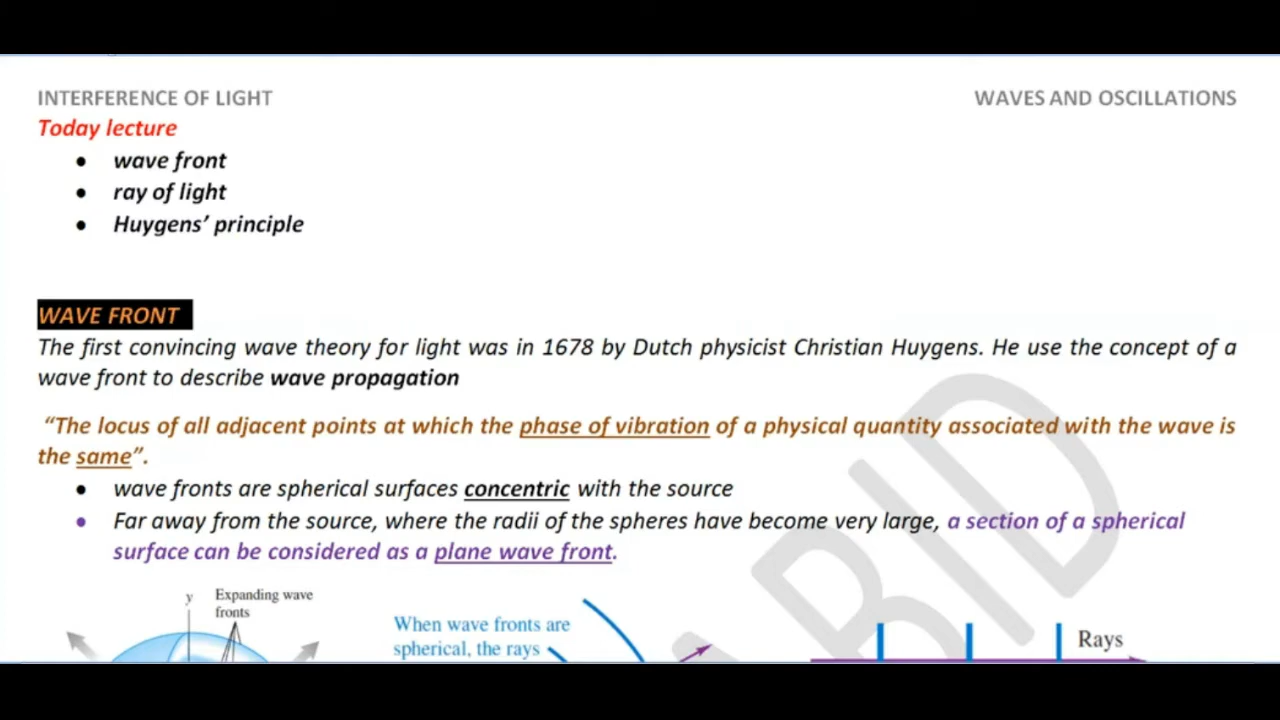 INTERFERENCE OF LIGHT WAVES AND OSCILLATIONS
Today lecture
• wave front
• ray of light
• Huygens’ principle
WAVE FRONT
The first convincing wave theory for light was in 1678 by Dutch physicist Christian Huygens. He use the concept of a
wave front to describe wave propagation
“The locus of all adjacent points at which the phase of vibration of a physical quantity associated with the wave is
the same”.
• wave fronts are spherical surfaces concentric with the source
• Far away from the source, where the radii of the spheres have become very large, a section of a spherical
surface can be considered as a plane wave front.
y
Expanding wave
fronts
When wave fronts are
spherical, the rays
Rays
ABID